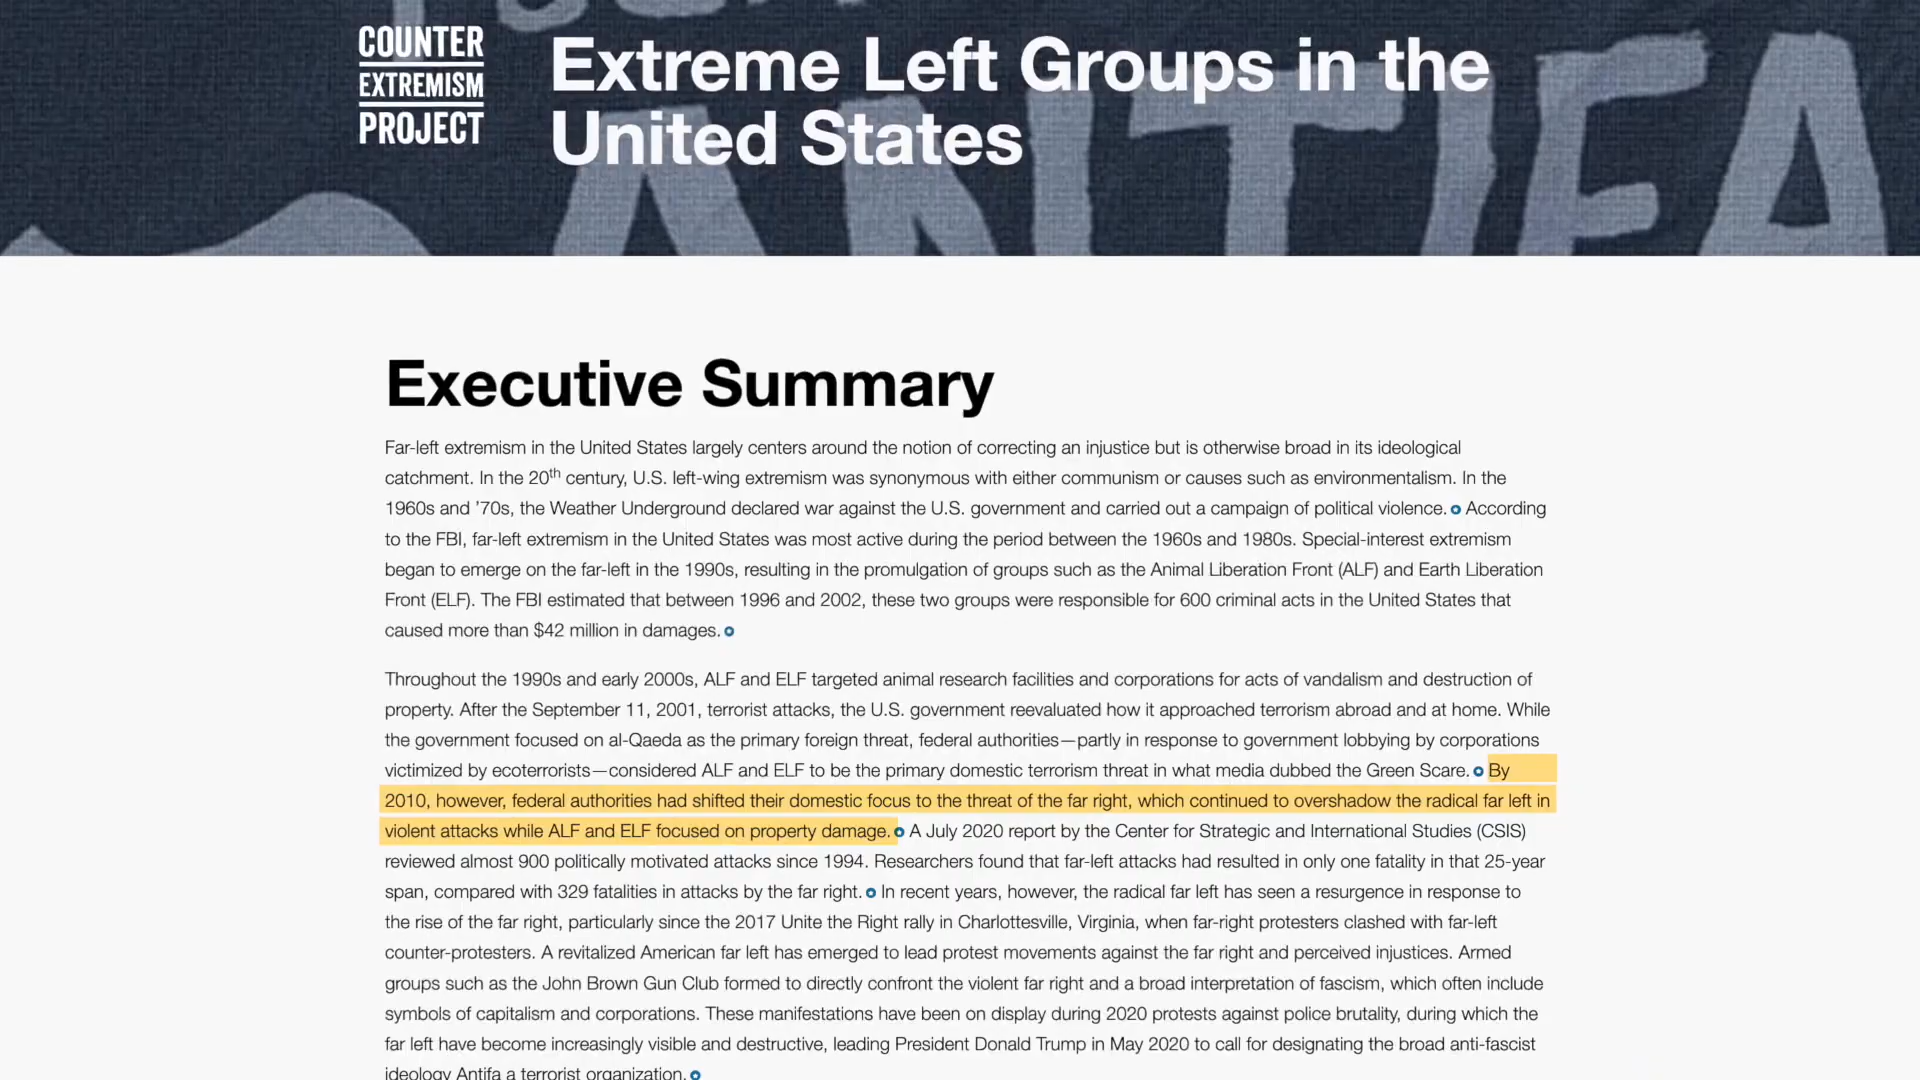 COUNTER
EXTREMISM
PROJECT
Extreme Left Groups in the
United States
ANTIFA
Executive Summary
Far-left extremism in the United States largely centers around the notion of correcting an injustice but is otherwise broad in its ideological
catchment. In the 20th century, U.S. left-wing extremism was synonymous with either communism or causes such as environmentalism. In the
1960s and '70s, the Weather Underground declared war against the U.S. government and carried out a campaign of political violence. According
to the FBI, far-left extremism in the United States was most active during the period between the 1960s and 1980s. Special-interest extremism
began to emerge on the far-left in the 1990s, resulting in the promulgation of groups such as the Animal Liberation Front (ALF) and Earth Liberation
Front (ELF). The FBI estimated that between 1996 and 2002, these two groups were responsible for 600 criminal acts in the United States that
caused more than $42 million in damages.
Throughout the 1990s and early 2000s, ALF and ELF targeted animal research facilities and corporations for acts of vandalism and destruction of
property. After the September 11, 2001, terrorist attacks, the U.S. government reevaluated how it approached terrorism abroad and at home. While
the government focused on al-Qaeda as the primary foreign threat, federal authorities—partly in response to government lobbying by corporations
victimized by ecoterrorists—considered ALF and ELF to be the primary domestic terrorism threat in what media dubbed the Green Scare. By
2010, however, federal authorities had shifted their domestic focus to the threat of the far right, which continued to overshadow the radical far left in
violent attacks while ALF and ELF focused on property damage. A July 2020 report by the Center for Strategic and International Studies (CSIS)
reviewed almost 900 politically motivated attacks since 1994. Researchers found that far-left attacks had resulted in only one fatality in that 25-year
span, compared with 329 fatalities in attacks by the far right. In recent years, however, the radical far left has seen a resurgence in response to
the rise of the far right, particularly since the 2017 Unite the Right rally in Charlottesville, Virginia, when far-right protesters clashed with far-left
counter-protesters. A revitalized American far left has emerged to lead protest movements against the far right and perceived injustices. Armed
groups such as the John Brown Gun Club formed to directly confront the violent far right and a broad interpretation of fascism, which often include
symbols of capitalism and corporations. These manifestations have been on display during 2020 protests against police brutality, during which the
far left have become increasingly visible and destructive, leading President Donald Trump in May 2020 to call for designating the broad anti-fascist
ideology Antifa a terrorist organization.